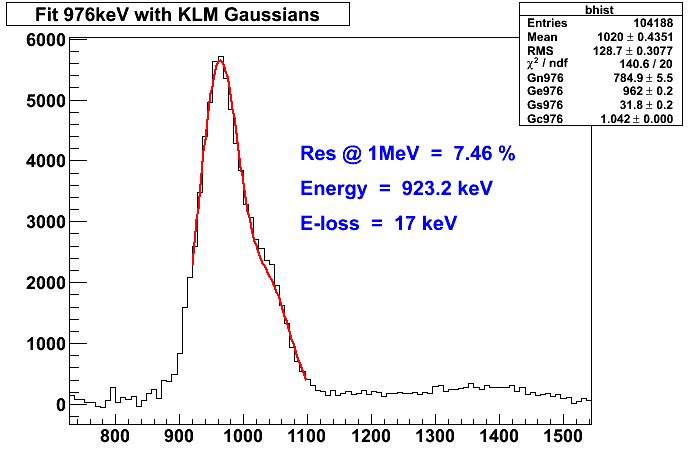 Fit 976keV with KLM Gaussians
bhist
Entries 104188
Mean 1020 ± 0.4351
RMS 128.7 ± 0.3077
χ² / ndf 140.6 / 20
Gn976 784.9 ± 5.5
Ge976 962 ± 0.2
Gs976 31.8 ± 0.2
Gc976 1.042 ± 0.000
Res @ 1MeV = 7.46 %
Energy = 923.2 keV
E-loss = 17 keV
6000
5000
4000
3000
2000
1000
0
800 900 1000 1100 1200 1300 1400 1500